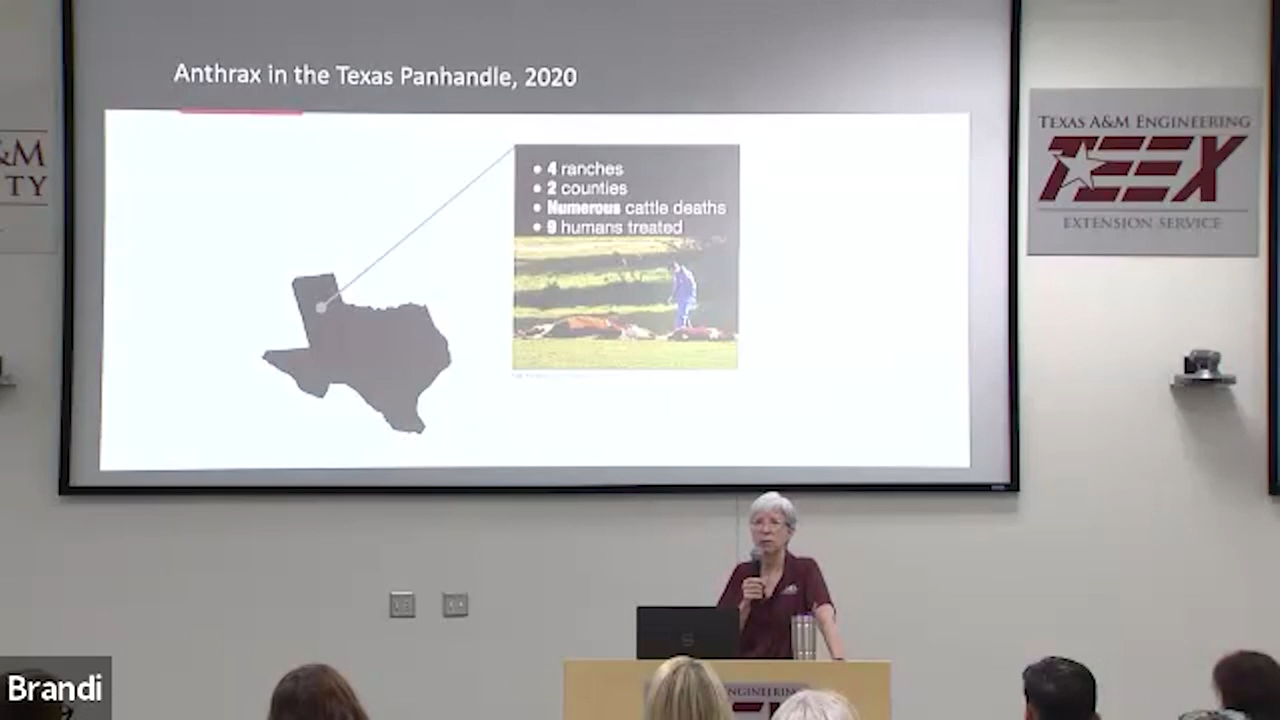 Anthrax in the Texas Panhandle, 2020
• 4 ranches
• 2 counties
• Numerous cattle deaths
• 9 humans treated
&M
TY
TEXAS A&M ENGINEERING
TEEX
EXTENSION SERVICE
Brandi
ENGINEERING